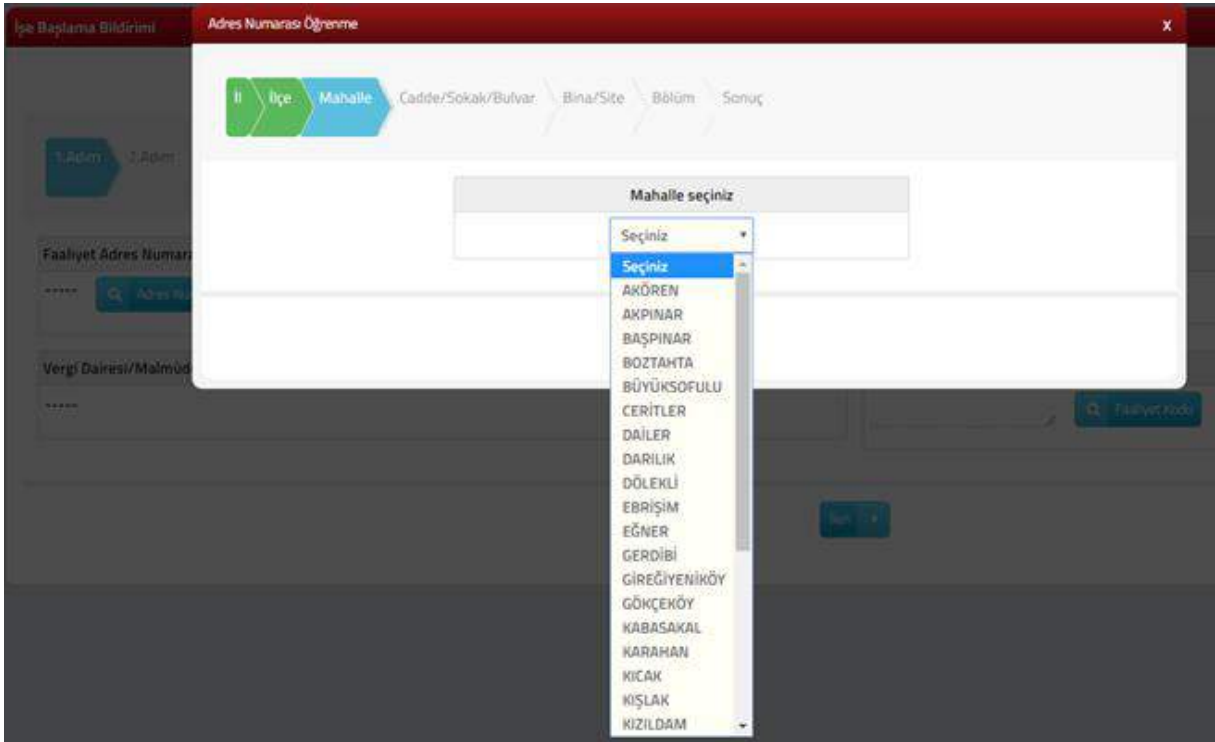 İşe Başlama Bildirimi
Adres Numarası Öğrenme
x
İl
İlçe
Mahalle
Cadde/Sokak/Bulvar
Bina/Site
Bölüm
Sonuç
1.Adım
2.Adım
Mahalle seçiniz
Seçiniz
Seçiniz
AKÖREN
AKPINAR
BAŞPINAR
BOZTAHTA
BÜYÜKSOFULU
CERİTLER
DAİLER
DARILIK
DÖLEKLİ
EBRİŞİM
EĞNER
GERDİBİ
GİREĞİYENİKÖY
GÖKÇEKÖY
KABASAKAL
KARAHAN
KICAK
KIŞLAK
KIZILDAM
Faaliyet Adres Numara
-----
Adres Nu
Vergi Dairesi/Malmüd
-----
Faaliyet Kodu
İleri